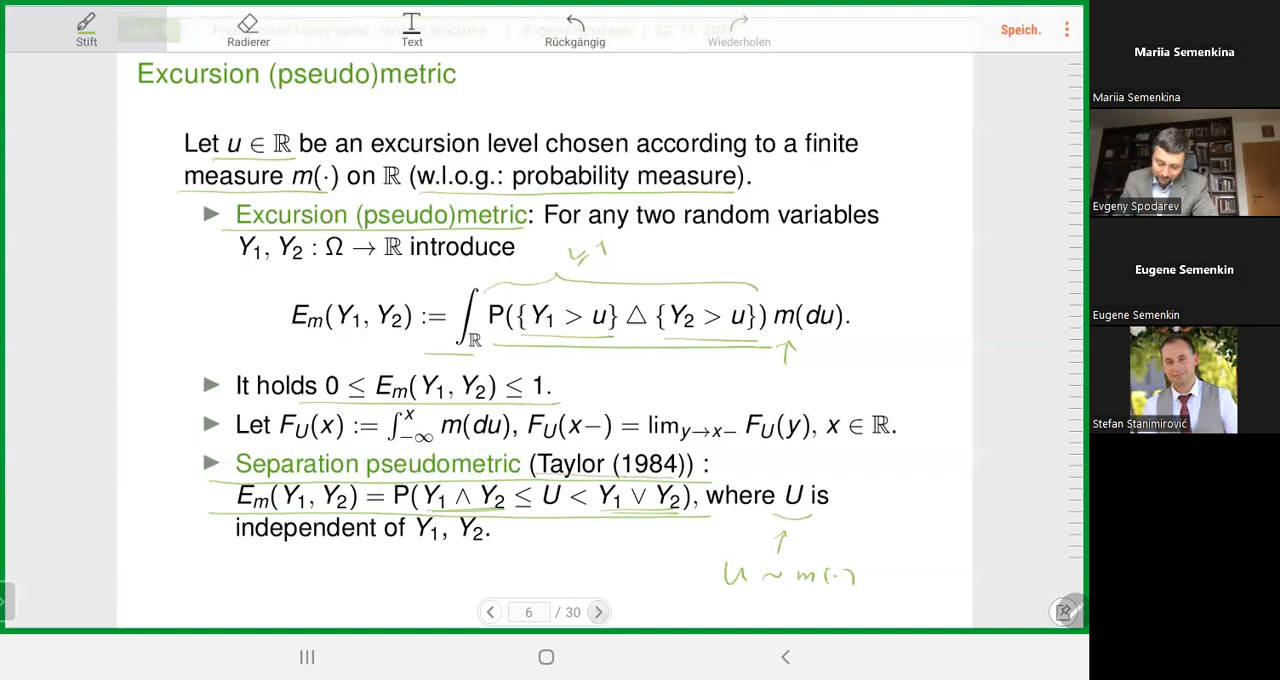 Stift
Radierer
Text
Rückgängig
Wiederholen
Speich.
Excursion (pseudo)metric
Let u ∈ ℝ be an excursion level chosen according to a finite
measure m(·) on ℝ (w.l.o.g.: probability measure).
▶ Excursion (pseudo)metric: For any two random variables
Y₁, Y₂ : Ω → ℝ introduce
E_m(Y₁, Y₂) := ∫_ℝ P({Y₁ > u} △ {Y₂ > u}) m(du).
▶ It holds 0 ≤ E_m(Y₁, Y₂) ≤ 1.
▶ Let F_U(x) := ∫_{−∞}^x m(du), F_U(x−) = lim_{y→x−} F_U(y), x ∈ ℝ.
▶ Separation pseudometric (Taylor (1984)) :
E_m(Y₁, Y₂) = P(Y₁ ∧ Y₂ ≤ U < Y₁ ∨ Y₂), where U is
independent of Y₁, Y₂.
U ~ m(·)
6 / 30
Mariia Semenkina
Mariia Semenkina
Evgeny Spodarev
Eugene Semenkin
Eugene Semenkin
Stefan Stanimirović